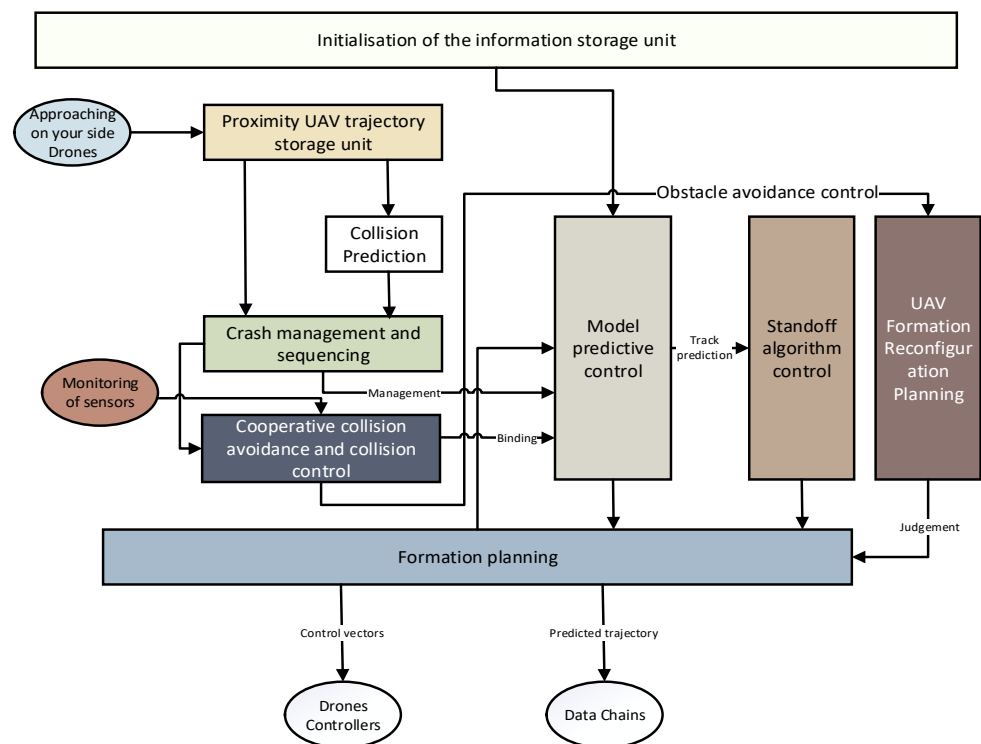 Initialisation of the information storage unit
Approaching
on your side
Drones
Proximity UAV trajectory
storage unit
Obstacle avoidance control
Collision
Prediction
Crash management and
sequencing
Model
predictive
control
Track
prediction
Standoff
algorithm
control
UAV
Formation
Reconfigur
ation
Planning
Monitoring
of sensors
Management
Cooperative collision
avoidance and collision
control
Binding
Judgement
Formation planning
Control vectors
Predicted trajectory
Drones
Controllers
Data Chains